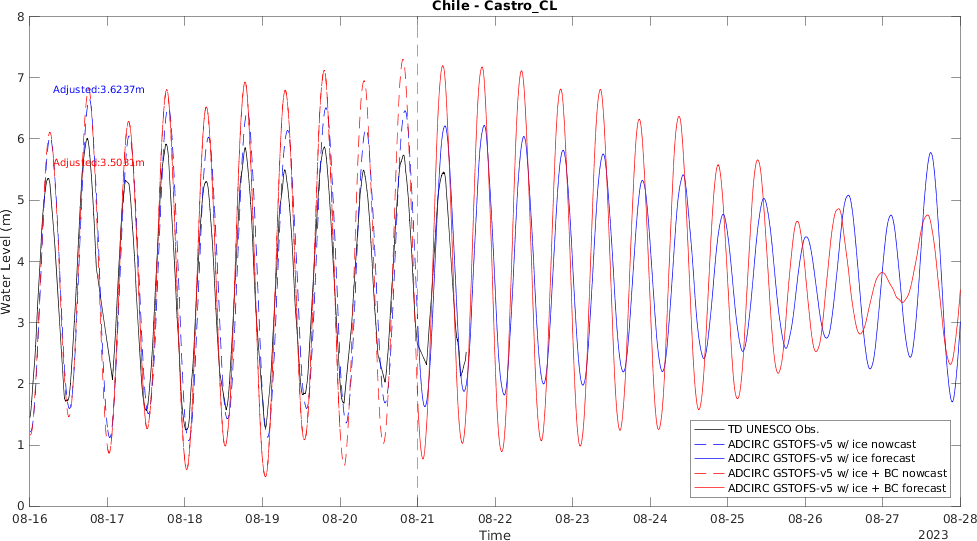 Chile - Castro_CL
8
7
6
5
4
3
2
1
0
Water Level (m)
Adjusted:3.6237m
Adjusted:3.5031m
TD UNESCO Obs.
ADCIRC GSTOFS-v5 w/ ice nowcast
ADCIRC GSTOFS-v5 w/ ice forecast
ADCIRC GSTOFS-v5 w/ ice + BC nowcast
ADCIRC GSTOFS-v5 w/ ice + BC forecast
08-16 08-17 08-18 08-19 08-20 08-21 08-22 08-23 08-24 08-25 08-26 08-27 08-28
Time
2023